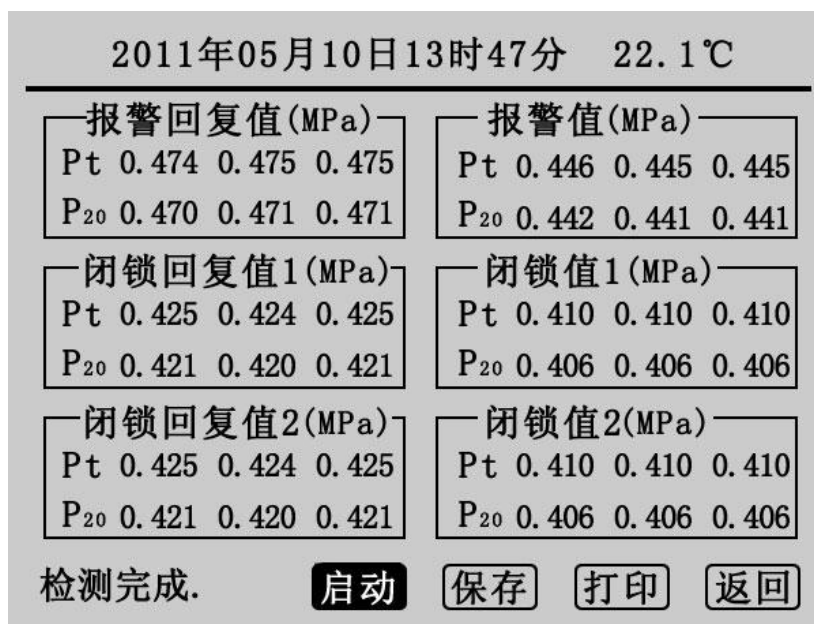 2011年05月10日13时47分 22.1℃
报警回复值(MPa)
Pt 0.474 0.475 0.475
P₂₀ 0.470 0.471 0.471
报警值(MPa)
Pt 0.446 0.445 0.445
P₂₀ 0.442 0.441 0.441
闭锁回复值1(MPa)
Pt 0.425 0.424 0.425
P₂₀ 0.421 0.420 0.421
闭锁值1(MPa)
Pt 0.410 0.410 0.410
P₂₀ 0.406 0.406 0.406
闭锁回复值2(MPa)
Pt 0.425 0.424 0.425
P₂₀ 0.421 0.420 0.421
闭锁值2(MPa)
Pt 0.410 0.410 0.410
P₂₀ 0.406 0.406 0.406
检测完成. 启动 保存 打印 返回